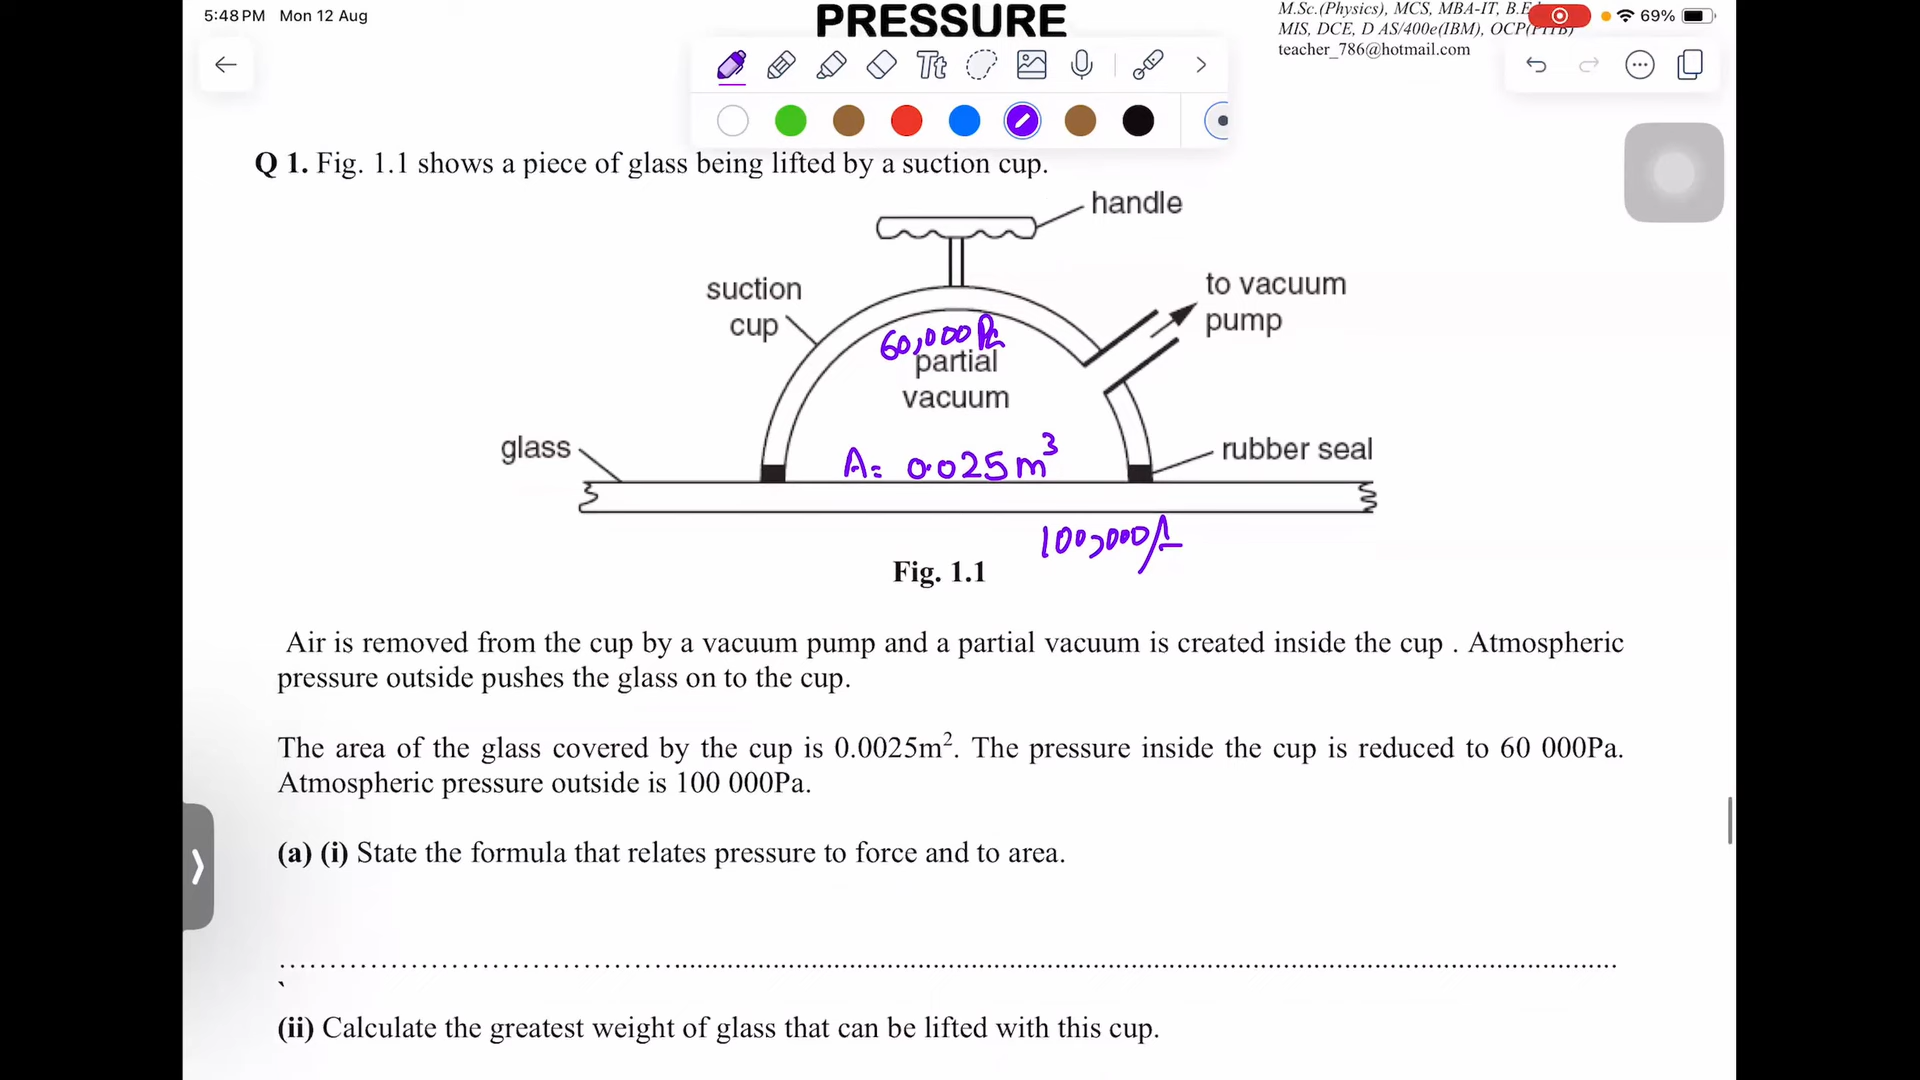 5:48 PM Mon 12 Aug
PRESSURE
M.Sc.(Physics), MCS, MBA-IT, B.Ed
MIS, DCE, D AS/400e(IBM), OCP(PITB)
teacher_786@hotmail.com
69%
Tt
Q 1. Fig. 1.1 shows a piece of glass being lifted by a suction cup.
handle
suction
cup
to vacuum
pump
60,000 Pa
partial
vacuum
glass
rubber seal
A= 0.025 m³
100,000
Fig. 1.1
Air is removed from the cup by a vacuum pump and a partial vacuum is created inside the cup . Atmospheric
pressure outside pushes the glass on to the cup.
The area of the glass covered by the cup is 0.0025m². The pressure inside the cup is reduced to 60 000Pa.
Atmospheric pressure outside is 100 000Pa.
(a) (i) State the formula that relates pressure to force and to area.
(ii) Calculate the greatest weight of glass that can be lifted with this cup.